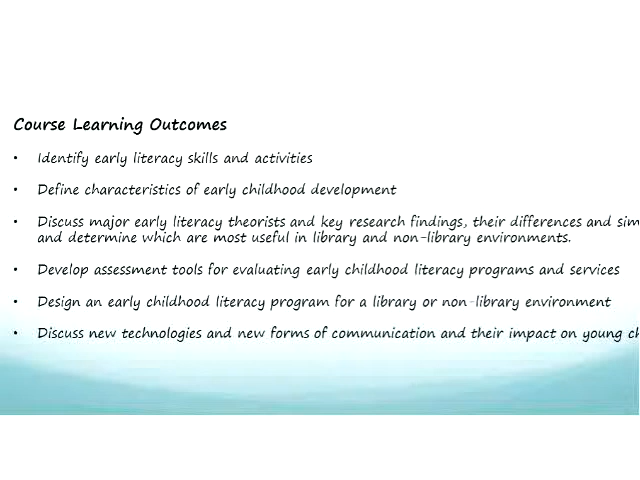 Course Learning Outcomes
• Identify early literacy skills and activities
• Define characteristics of early childhood development
• Discuss major early literacy theorists and key research findings, their differences and
and determine which are most useful in library and non-library environments.
• Develop assessment tools for evaluating early childhood literacy programs and services
• Design an early childhood literacy program for a library or non-library environment
• Discuss new technologies and new forms of communication and their impact on young